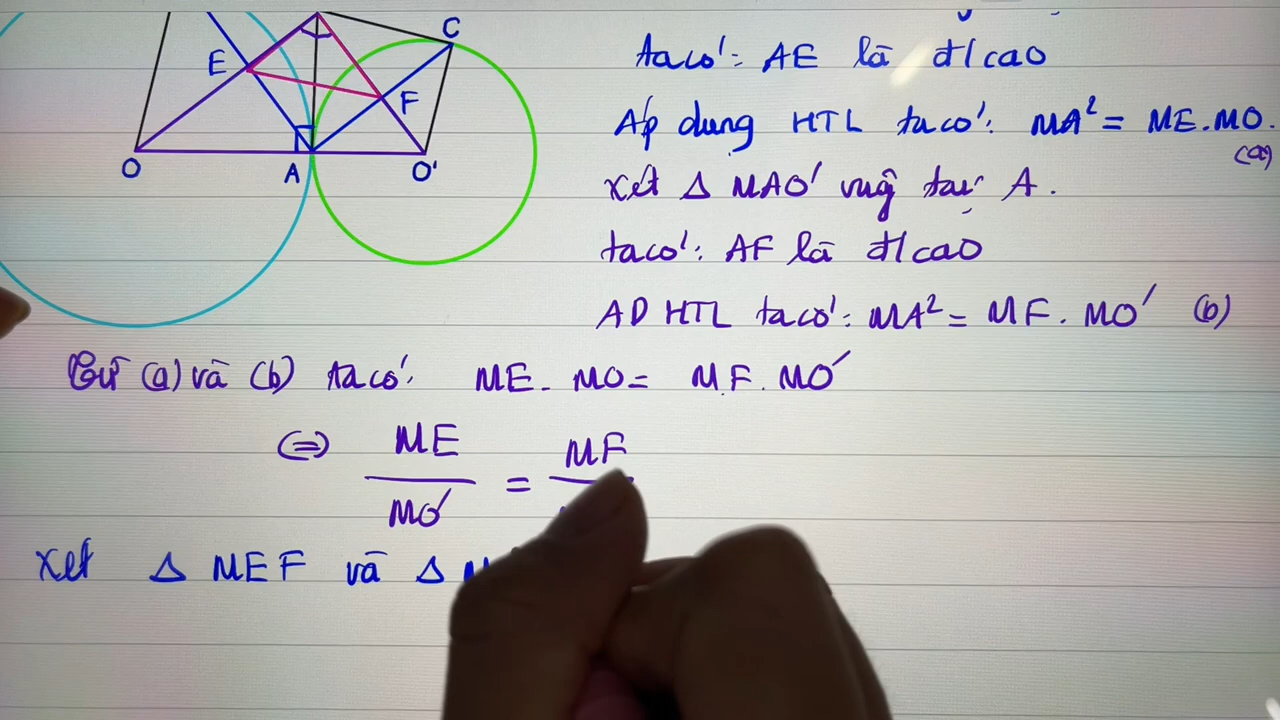 C
E
F
O
A
O'
ta có: AE là đ/cao
Áp dụng HTL ta có: MA² = ME.MO.
(a)
xét Δ MAO' vug tại A.
ta có: AF là đ/cao
AD HTL ta có: MA² = MF. MO' (b)
Từ (a) và (b) ta có: ME. MO = MF. MO'
⇔ ME/MO' = MF
xét Δ MEF và Δ